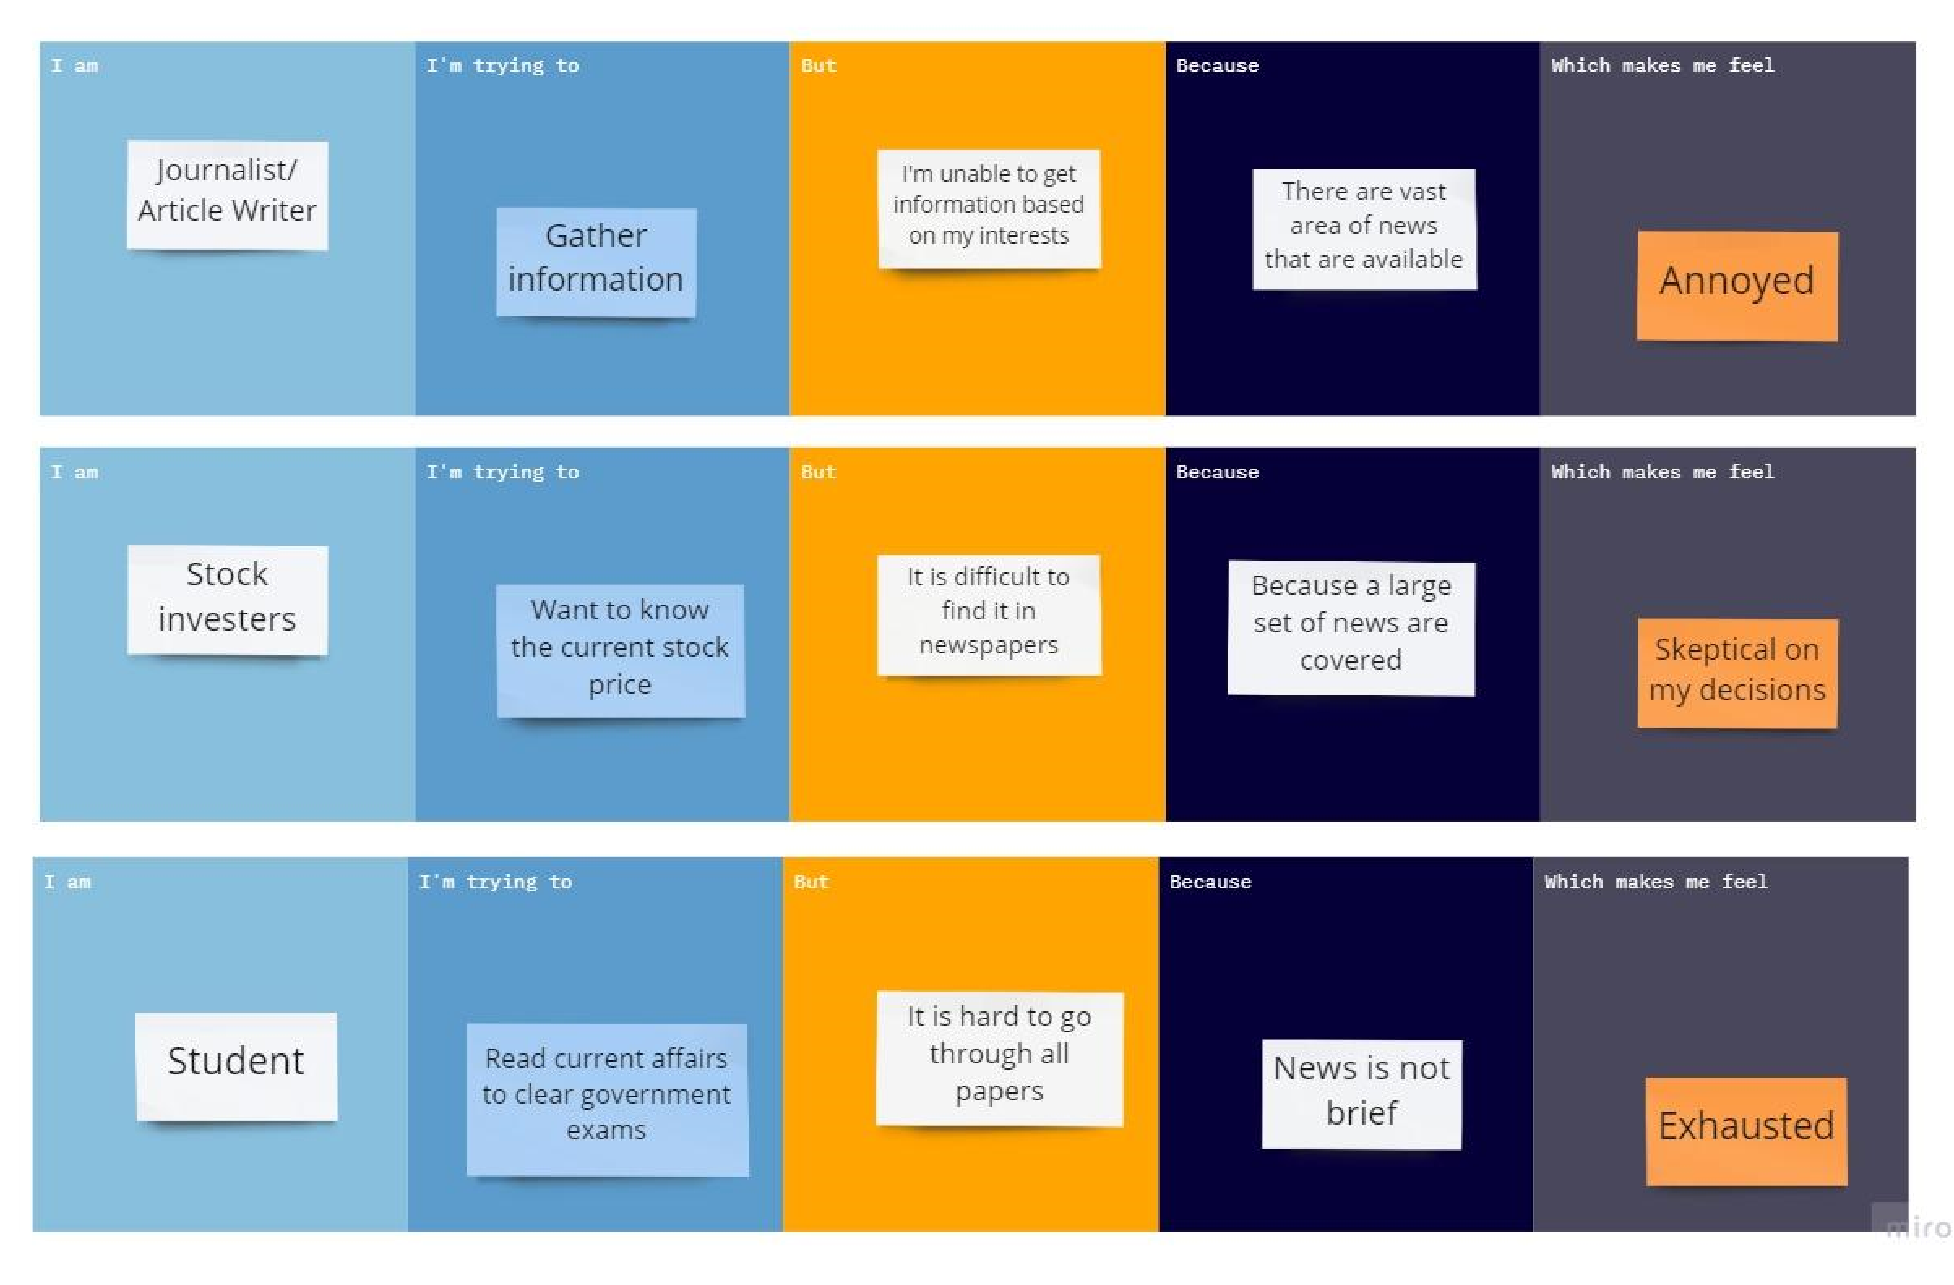 I am
I'm trying to
But
Because
Which makes me feel
Journalist/
Article Writer
Gather
information
I'm unable to get
information based
on my interests
There are vast
area of news
that are available
Annoyed
I am
I'm trying to
But
Because
Which makes me feel
Stock
investers
Want to know
the current stock
price
It is difficult to
find it in
newspapers
Because a large
set of news are
covered
Skeptical on
my decisions
I am
I'm trying to
But
Because
Which makes me feel
Student
Read current affairs
to clear government
exams
It is hard to go
through all
papers
News is not
brief
Exhausted
miro